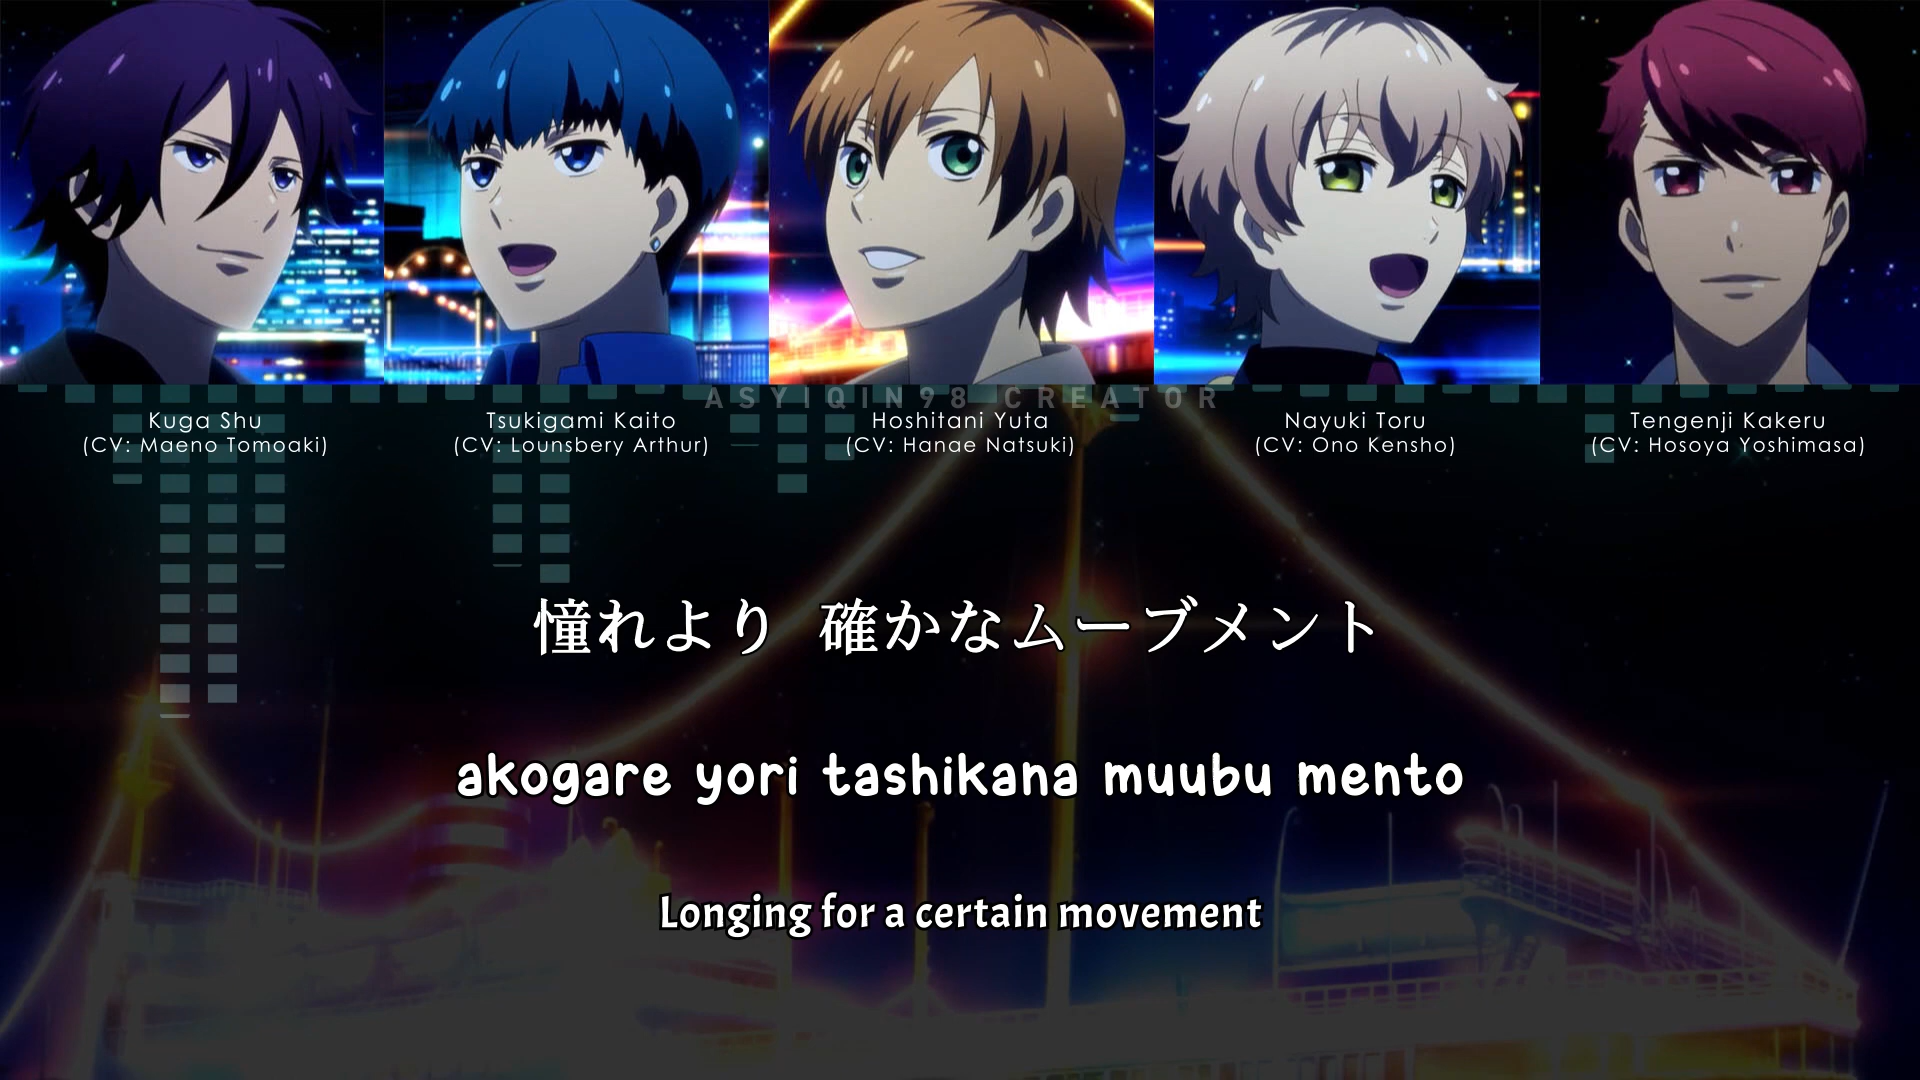 ASYIQIN98 CREATOR
Kuga Shu
(CV: Maeno Tomoaki)
Tsukigami Kaito
(CV: Lounsbery Arthur)
Hoshitani Yuta
(CV: Hanae Natsuki)
Nayuki Toru
(CV: Ono Kensho)
Tengenji Kakeru
(CV: Hosoya Yoshimasa)
憧れより 確かなムーブメント
akogare yori tashikana muubu mento
Longing for a certain movement